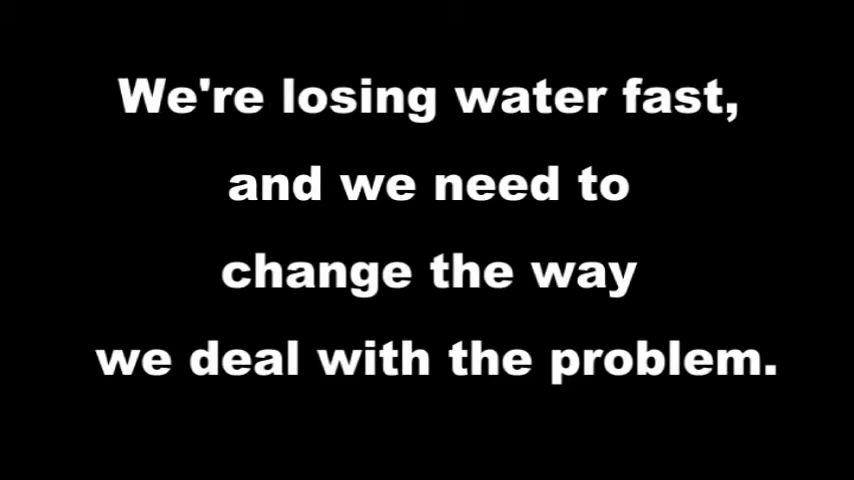 We're losing water fast,
and we need to
change the way
we deal with the problem.